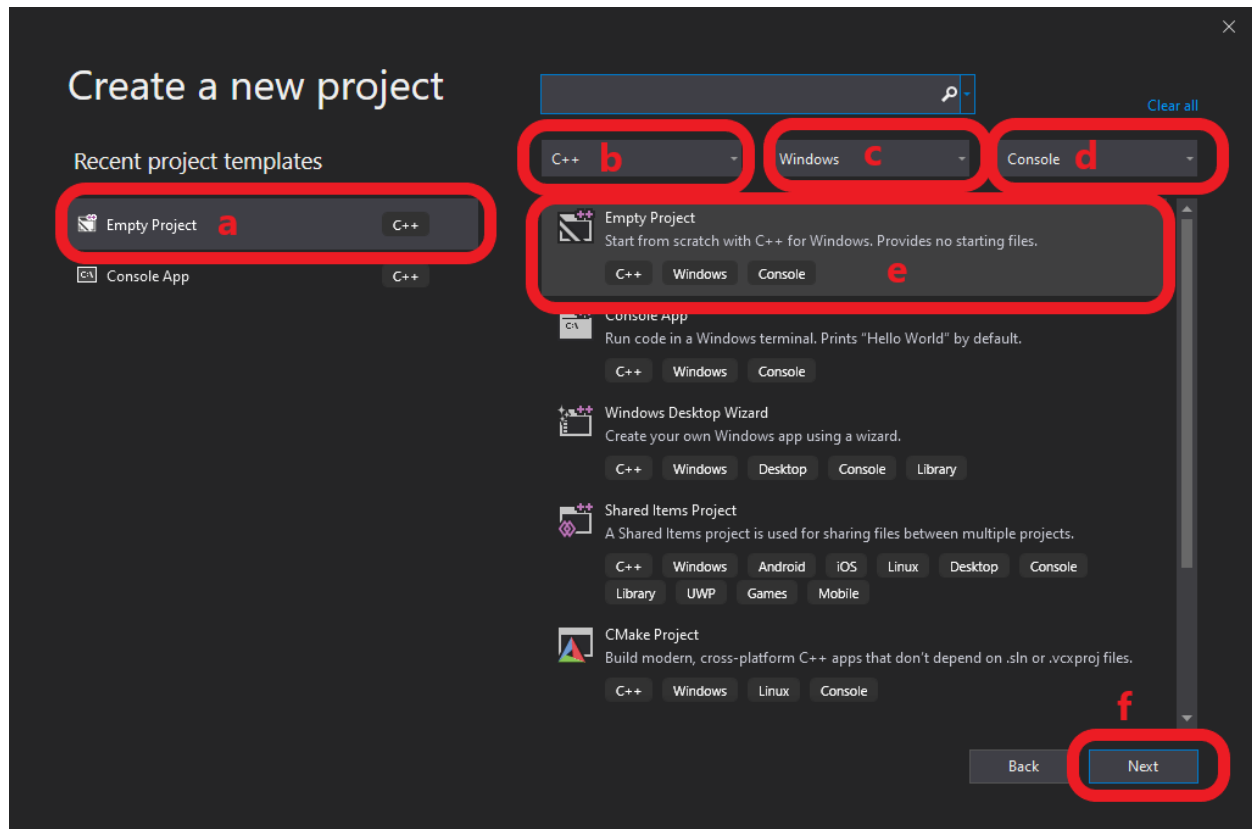 Create a new project
Clear all
Recent project templates
C++ b Windows c Console d
Empty Project a C++
Console App C++
Empty Project
Start from scratch with C++ for Windows. Provides no starting files.
C++ Windows Console e
Console App
Run code in a Windows terminal. Prints "Hello World" by default.
C++ Windows Console
Windows Desktop Wizard
Create your own Windows app using a wizard.
C++ Windows Desktop Console Library
Shared Items Project
A Shared Items project is used for sharing files between multiple projects.
C++ Windows Android iOS Linux Desktop Console
Library UWP Games Mobile
CMake Project
Build modern, cross-platform C++ apps that don't depend on .sln or .vcxproj files.
C++ Windows Linux Console
f
Back Next